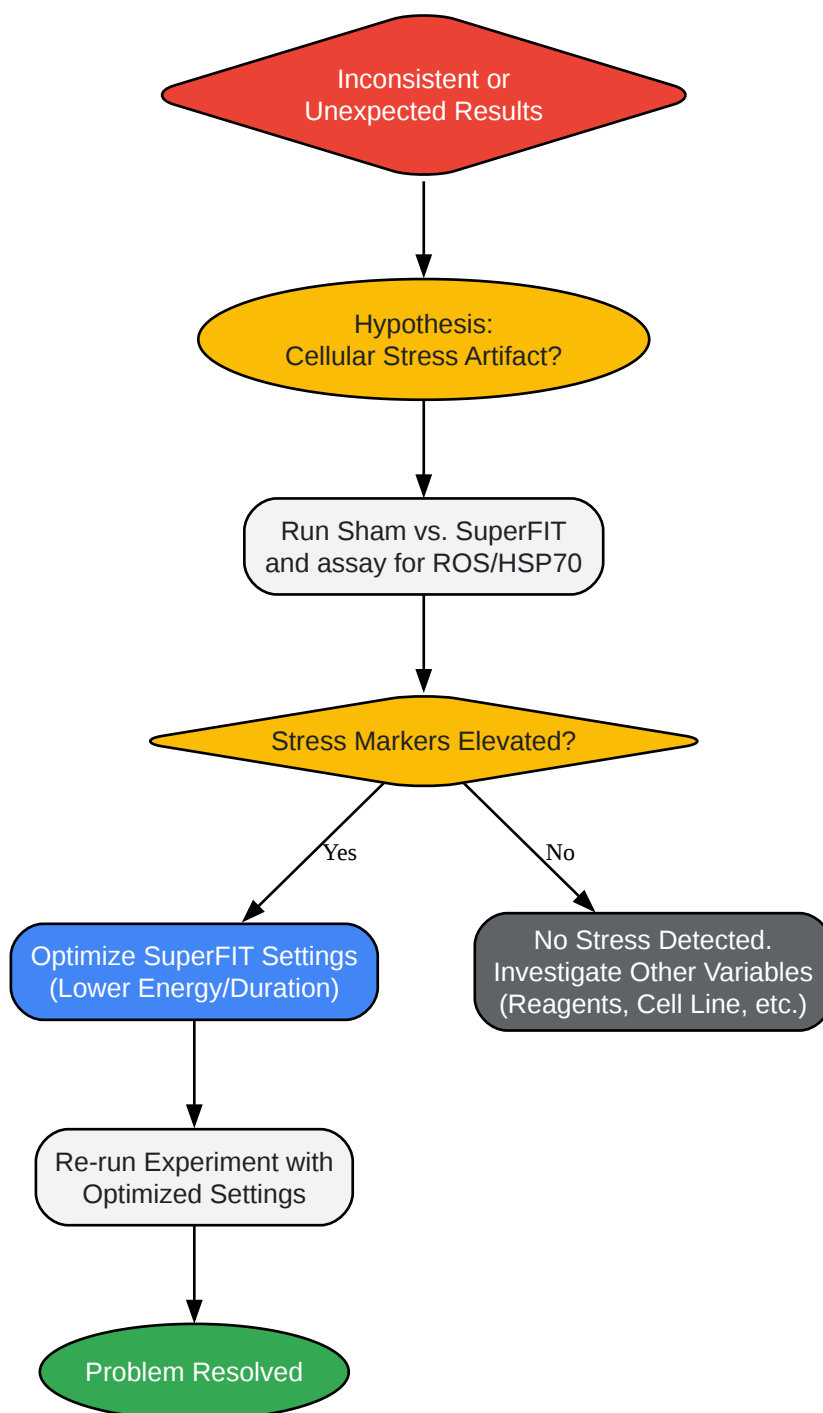 Inconsistent or
Unexpected Results
Hypothesis:
Cellular Stress Artifact?
Run Sham vs. SuperFIT
and assay for ROS/HSP70
Stress Markers Elevated?
Yes
No
Optimize SuperFIT Settings
(Lower Energy/Duration)
No Stress Detected.
Investigate Other Variables
(Reagents, Cell Line, etc.)
Re-run Experiment with
Optimized Settings
Problem Resolved